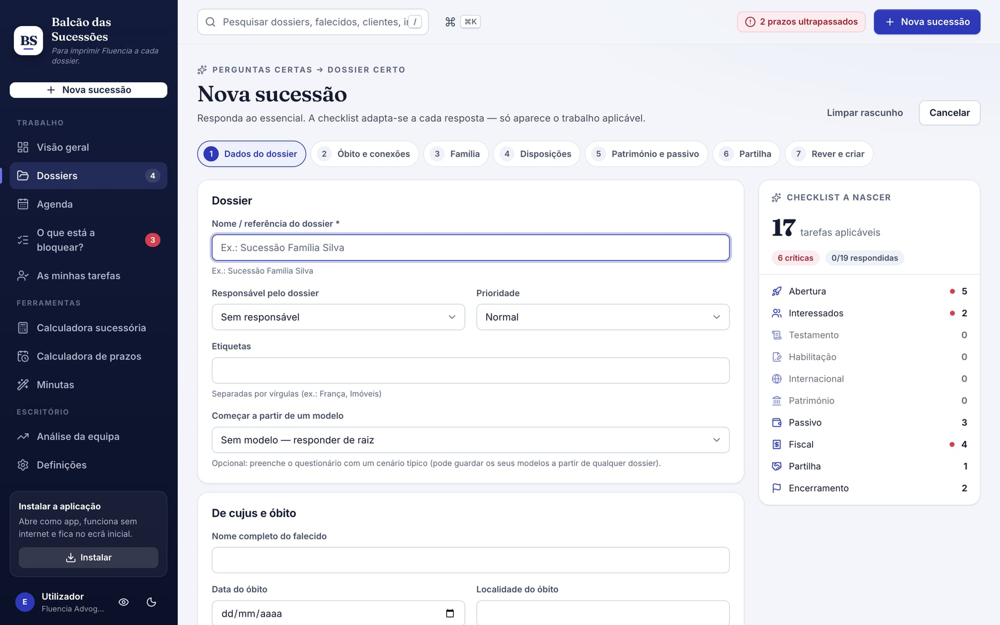 BS
Balcão das
Sucessões
Para imprimir Fluencia a cada
dossier.
Nova sucessão
TRABALHO
Visão geral
Dossiers 4
Agenda
O que está a
bloquear? 3
As minhas tarefas
FERRAMENTAS
Calculadora sucessória
Calculadora de prazos
Minutas
ESCRITÓRIO
Análise da equipa
Definições
Instalar a aplicação
Abre como app, funciona sem
internet e fica no ecrã inicial.
Instalar
E
Utilizador
Fluencia Advog...
Pesquisar dossiers, falecidos, clientes, /
⌘K
2 prazos ultrapassados
Nova sucessão
PERGUNTAS CERTAS → DOSSIER CERTO
Nova sucessão
Responda ao essencial. A checklist adapta-se a cada resposta — só aparece o trabalho aplicável.
Limpar rascunho
Cancelar
1 Dados do dossier
2 Óbito e conexões
3 Família
4 Disposições
5 Património e passivo
6 Partilha
7 Rever e criar
Dossier
Nome / referência do dossier *
Ex.: Sucessão Família Silva
Ex.: Sucessão Família Silva
Responsável pelo dossier Prioridade
Sem responsável Normal
Etiquetas
Separadas por vírgulas (ex.: França, Imóveis)
Começar a partir de um modelo
Sem modelo — responder de raiz
Opcional: preenche o questionário com um cenário típico (pode guardar os seus modelos a partir de qualquer dossier).
De cujus e óbito
Nome completo do falecido
Data do óbito Localidade do óbito
dd/mm/aaaa
CHECKLIST A NASCER
17 tarefas aplicáveis
6 críticas 0/19 respondidas
Abertura 5
Interessados 2
Testamento 0
Habilitação 0
Internacional 0
Património 0
Passivo 3
Fiscal 4
Partilha 1
Encerramento 2